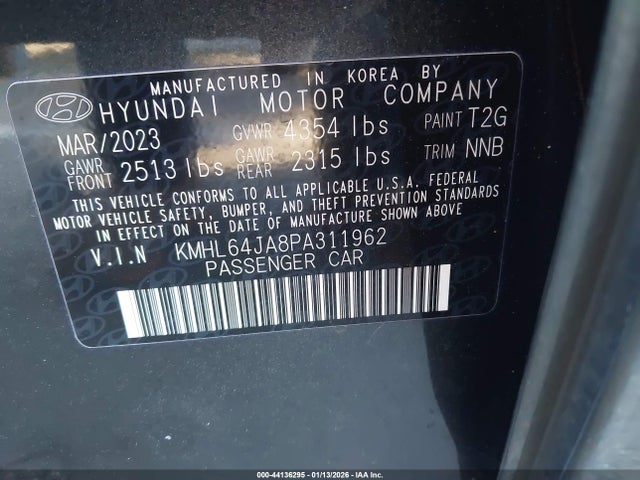 MANUFACTURED IN KOREA BY
HYUNDAI MOTOR COMPANY
MAR/2023 GVWR 4354 lbs PAINT T2G
GAWR FRONT 2513 lbs GAWR REAR 2315 lbs TRIM NNB
THIS VEHICLE CONFORMS TO ALL APPLICABLE U.S.A. FEDERAL
MOTOR VEHICLE SAFETY, BUMPER, AND THEFT PREVENTION STANDARDS
IN EFFECT ON THE DATE OF MANUFACTURE SHOWN ABOVE
V.I.N KMHL64JA8PA311962
PASSENGER CAR
000-44136295 - 01/13/2026 - IAA Inc.